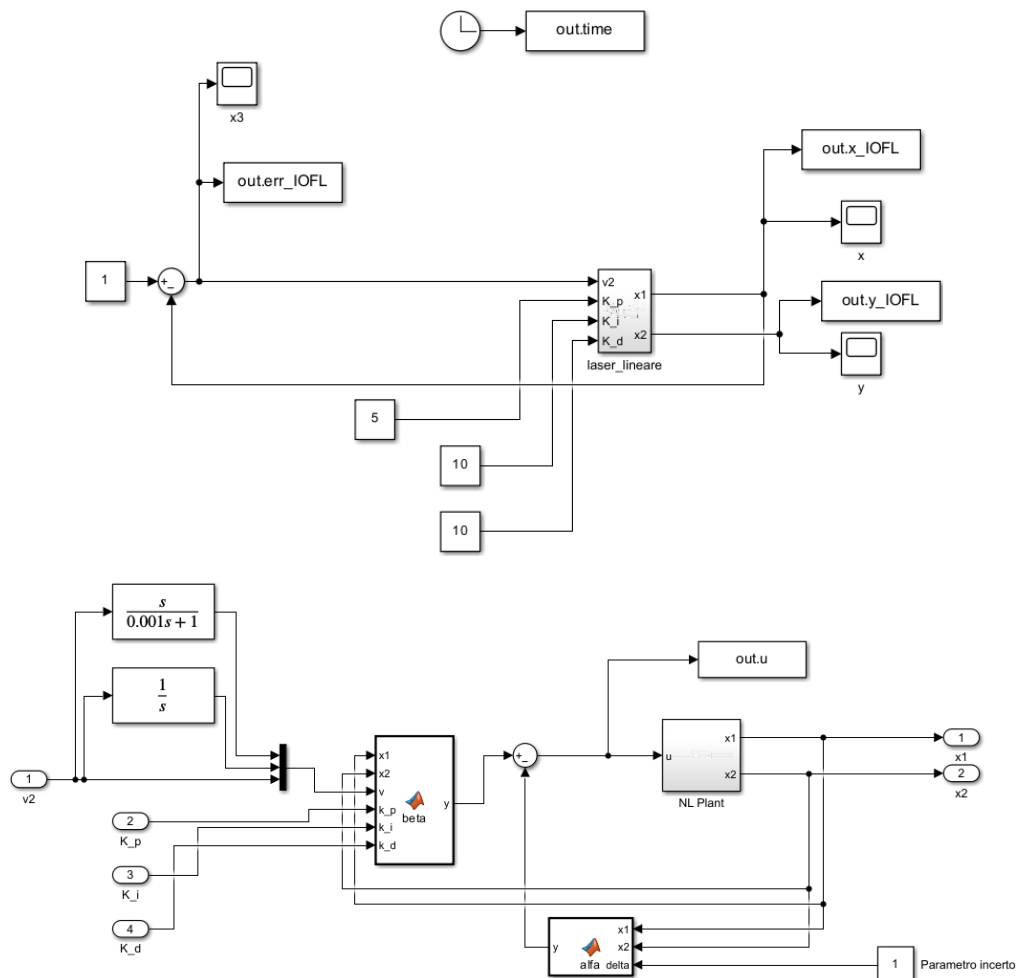 out.time
x3
out.x_IOFL
out.err_IOFL
x
1
+
−
v2
K_p
K_i
K_d
x1
x2
laser_lineare
out.y_IOFL
y
5
10
10
s
0.001s + 1
1
s
out.u
1
v2
x1
x2
v
k_p
k_i
k_d
y
beta
+
−
u
x1
x2
NL Plant
1
x1
2
x2
2
K_p
3
K_i
4
K_d
y
x1
x2
alfa delta
1
Parametro incerto